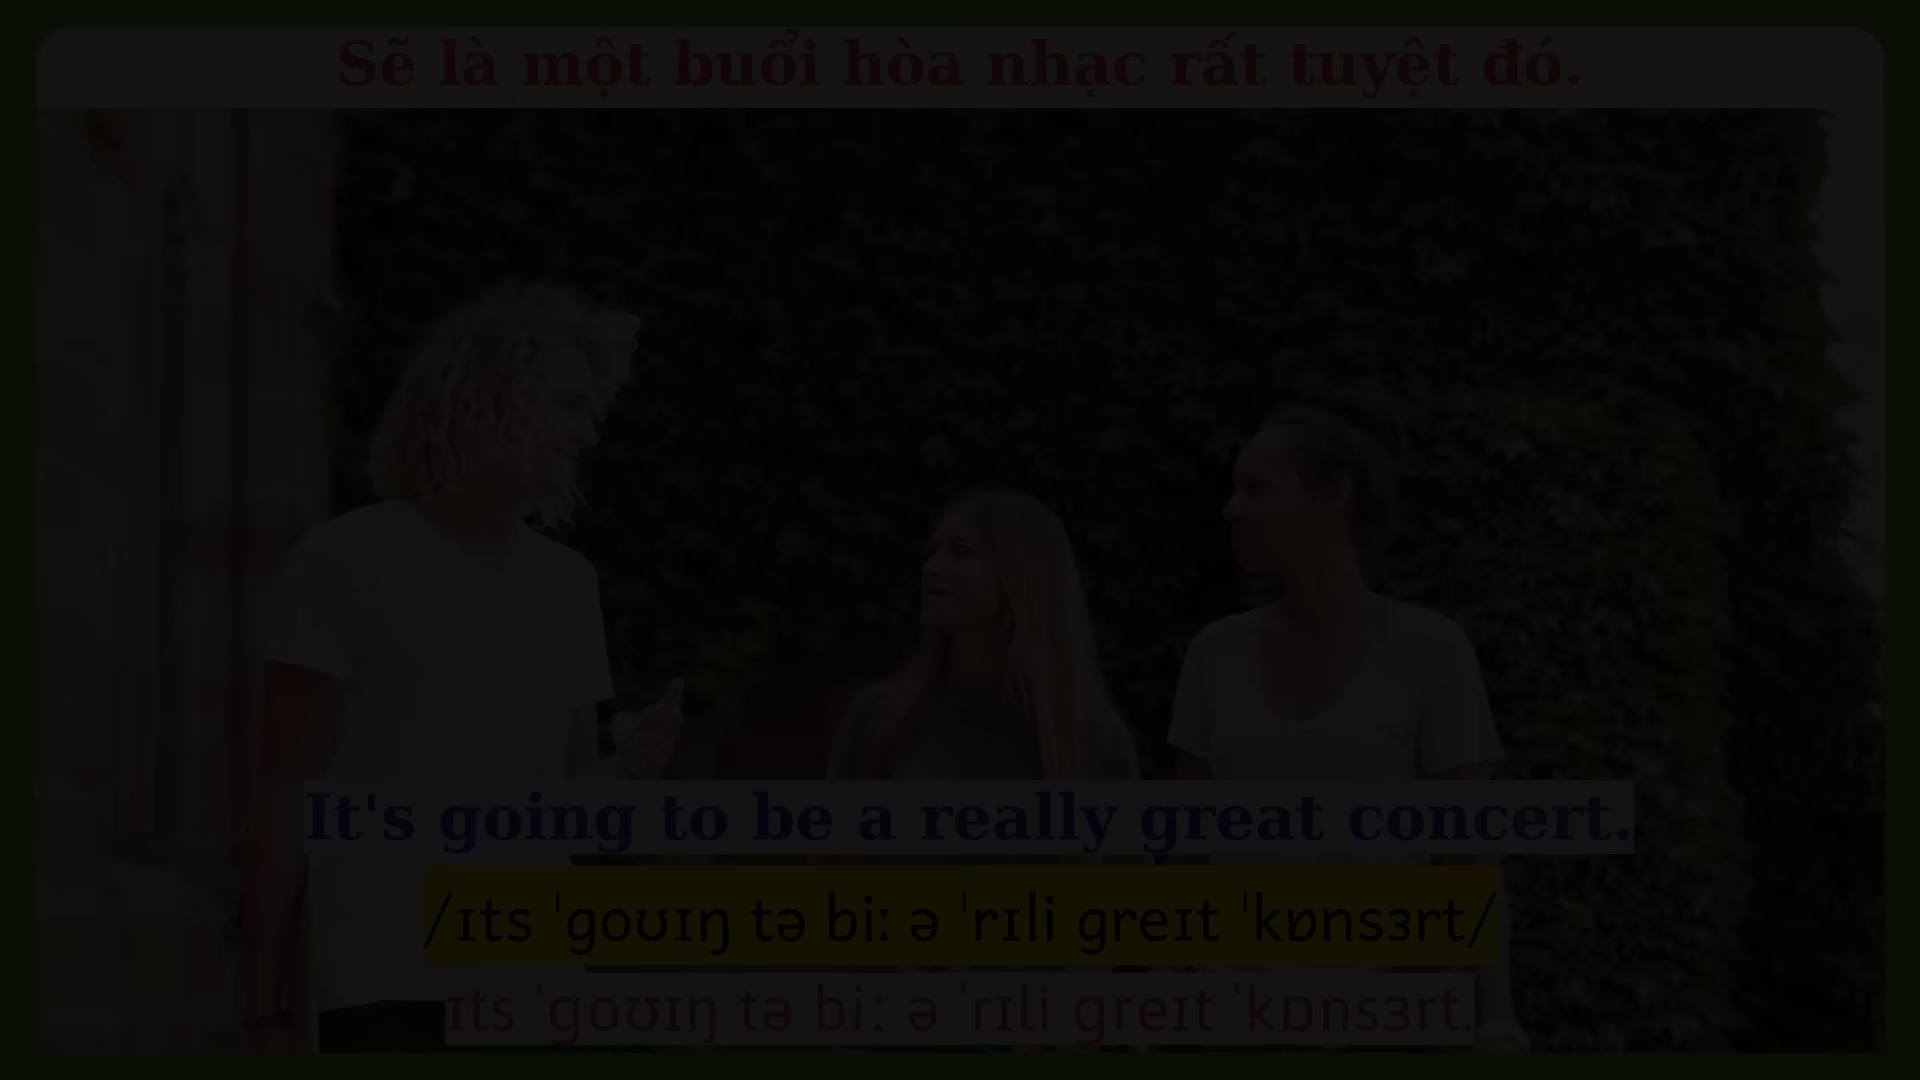 Sẽ là một buổi hòa nhạc rất tuyệt đó.
It's going to be a really great concert.
/ɪts ˈɡoʊɪŋ tə biː ə ˈrɪli ɡreɪt ˈkɒnsɜrt/
ɪts ˈɡoʊɪŋ tə biː ə ˈrɪli ɡreɪt ˈkɒnsɜrt.